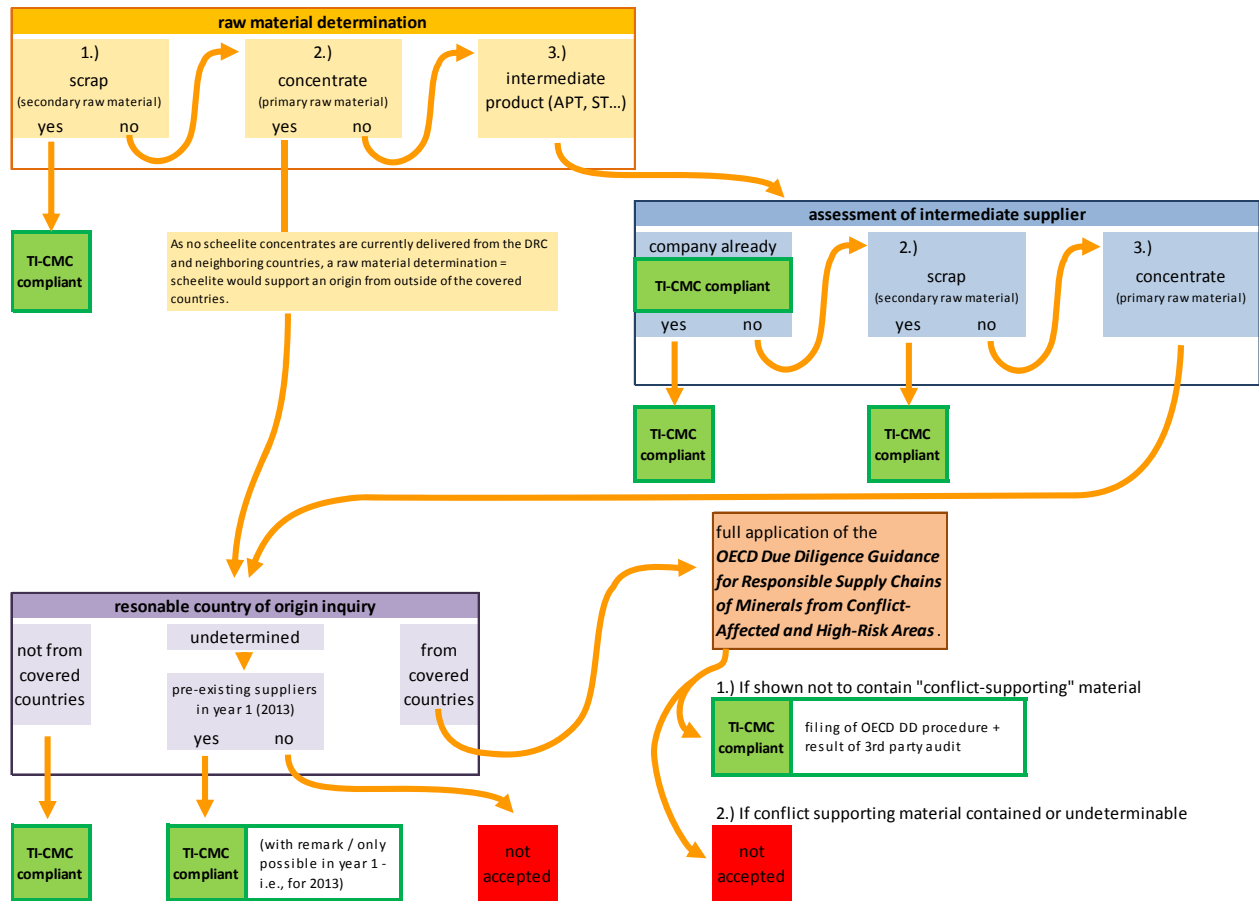 raw material determination
1.)
scrap
(secondary raw material)
yes no
2.)
concentrate
(primary raw material)
yes no
3.)
intermediate
product (APT, ST...)
TI-CMC
compliant
As no scheelite concentrates are currently delivered from the DRC
and neighboring countries, a raw material determination =
scheelite would support an origin from outside of the covered
countries.
assessment of intermediate supplier
company already
TI-CMC compliant
yes no
2.)
scrap
(secondary raw material)
yes no
3.)
concentrate
(primary raw material)
TI-CMC
compliant
TI-CMC
compliant
full application of the
OECD Due Diligence Guidance
for Responsible Supply Chains
of Minerals from Conflict-
Affected and High-Risk Areas .
resonable country of origin inquiry
not from
covered
countries
undetermined
pre-existing suppliers
in year 1 (2013)
yes no
from
covered
countries
1.) If shown not to contain "conflict-supporting" material
TI-CMC
compliant
filing of OECD DD procedure +
result of 3rd party audit
2.) If conflict supporting material contained or undeterminable
TI-CMC
compliant
TI-CMC
compliant
(with remark / only
possible in year 1 -
i.e., for 2013)
not
accepted
not
accepted